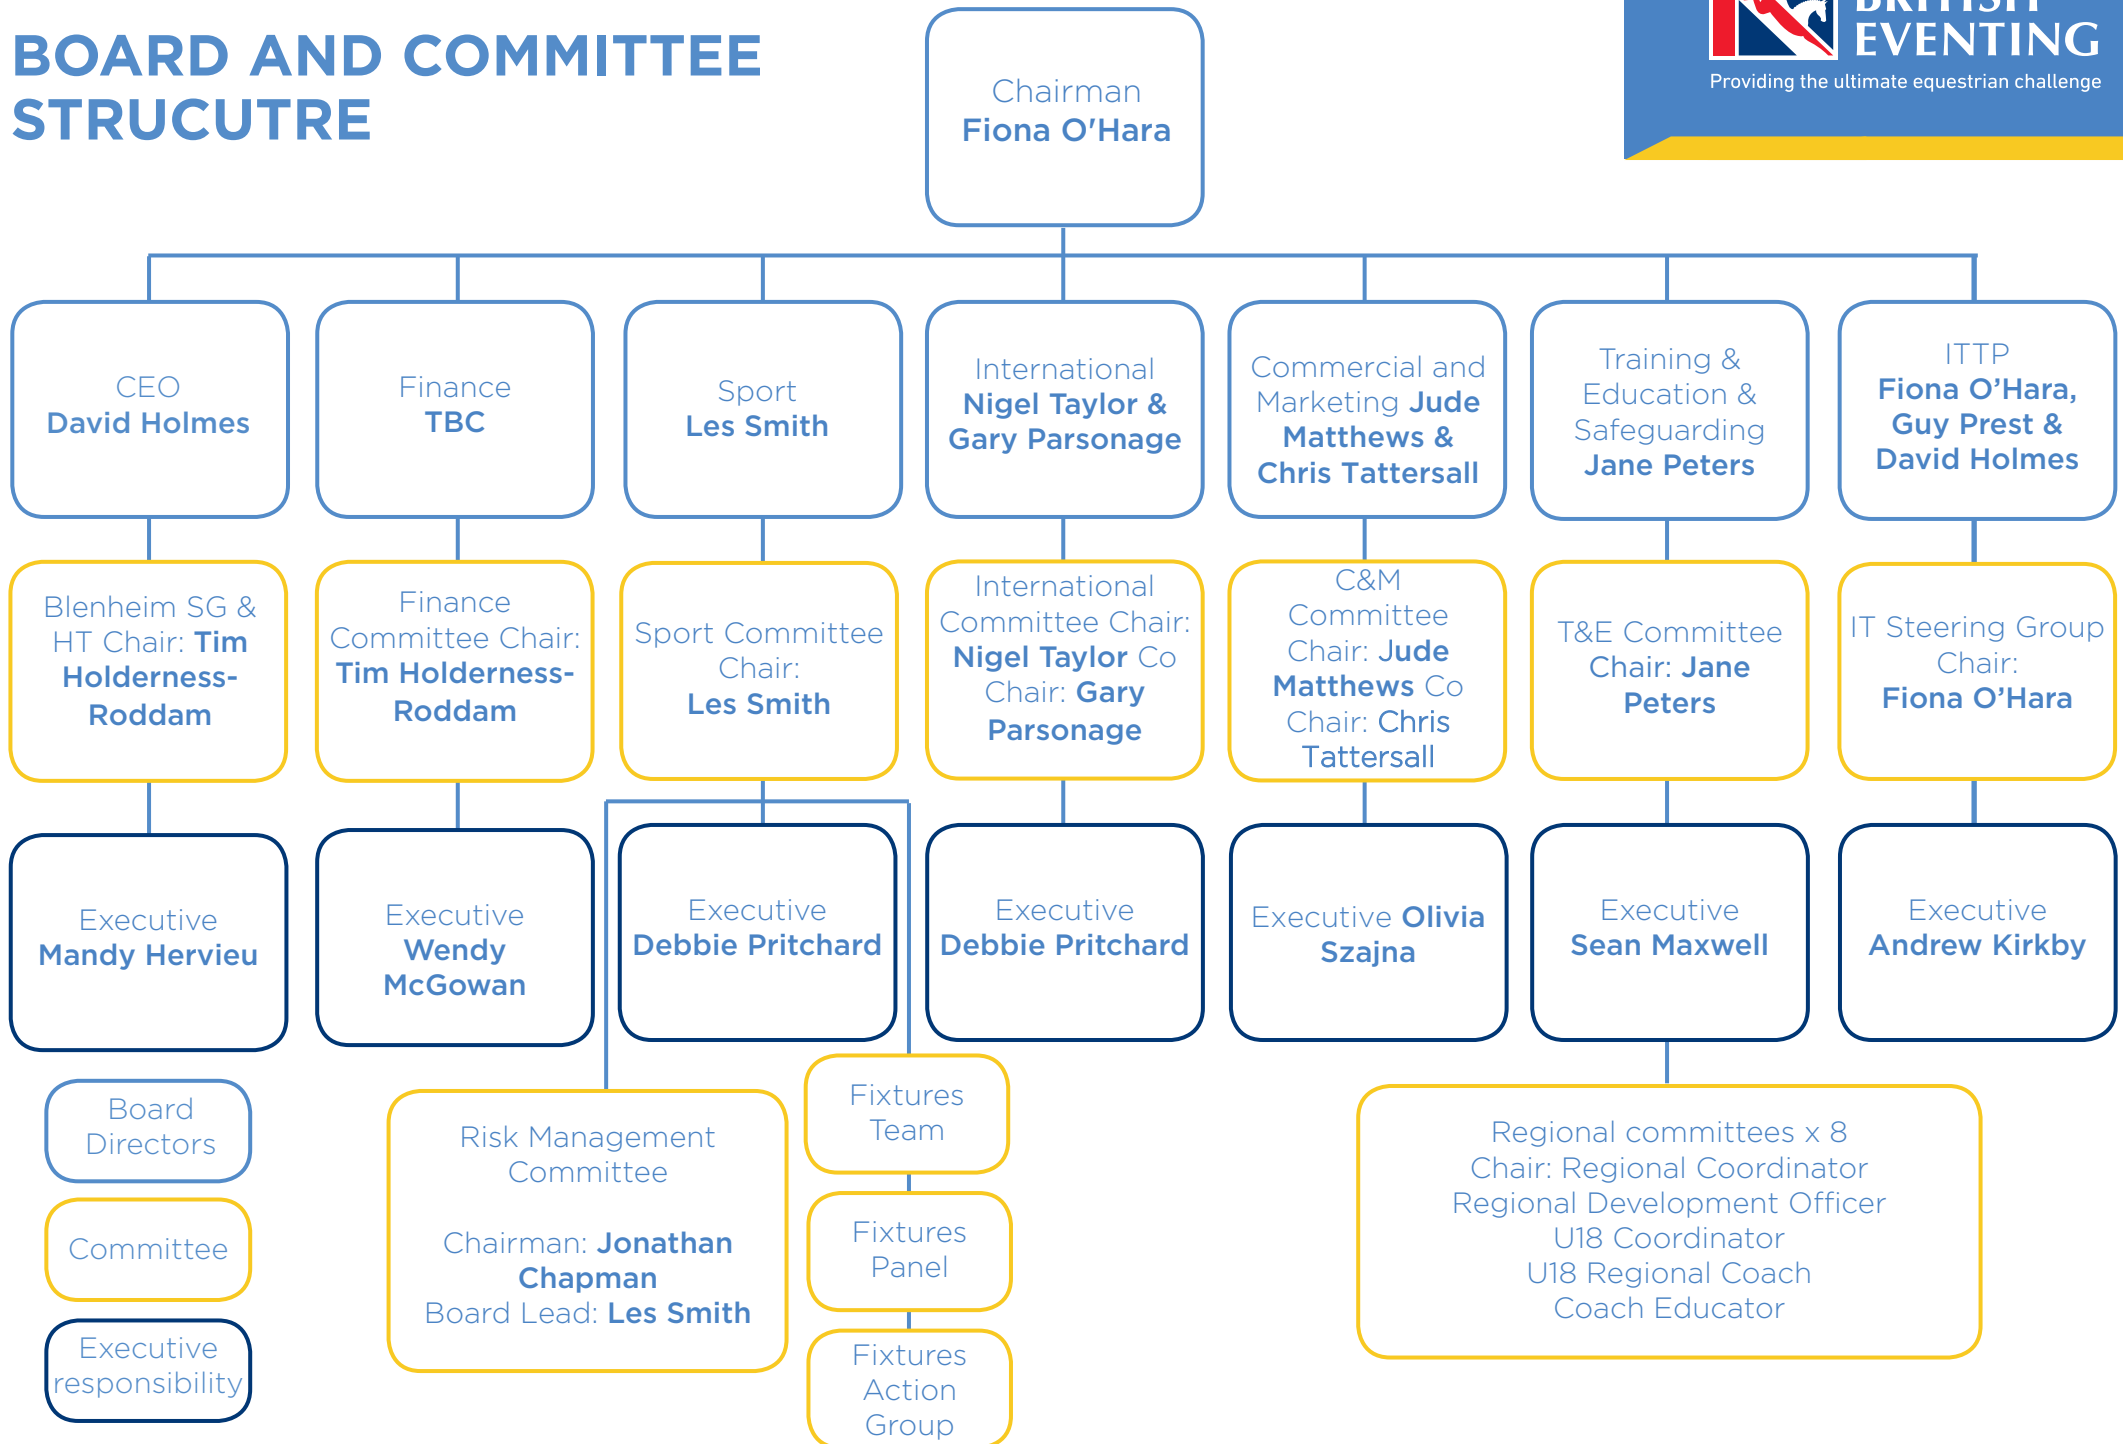 BOARD AND COMMITTEE
STRUCUTRE
BRITISH
EVENTING
Providing the ultimate equestrian challenge
Chairman
Fiona O'Hara
CEO
David Holmes
Finance
TBC
Sport
Les Smith
International
Nigel Taylor &
Gary Parsonage
Commercial and
Marketing Jude
Matthews &
Chris Tattersall
Training &
Education &
Safeguarding
Jane Peters
ITTP
Fiona O’Hara,
Guy Prest &
David Holmes
Blenheim SG &
HT Chair: Tim
Holderness-
Roddam
Finance
Committee Chair:
Tim Holderness-
Roddam
Sport Committee
Chair:
Les Smith
International
Committee Chair:
Nigel Taylor Co
Chair: Gary
Parsonage
C&M
Committee
Chair: Jude
Matthews Co
Chair: Chris
Tattersall
T&E Committee
Chair: Jane
Peters
IT Steering Group
Chair:
Fiona O’Hara
Executive
Mandy Hervieu
Executive
Wendy
McGowan
Executive
Debbie Pritchard
Executive
Debbie Pritchard
Executive Olivia
Szajna
Executive
Sean Maxwell
Executive
Andrew Kirkby
Board
Directors
Committee
Executive
responsibility
Risk Management
Committee
Chairman: Jonathan
Chapman
Board Lead: Les Smith
Fixtures
Team
Fixtures
Panel
Fixtures
Action
Group
Regional committees x 8
Chair: Regional Coordinator
Regional Development Officer
U18 Coordinator
U18 Regional Coach
Coach Educator